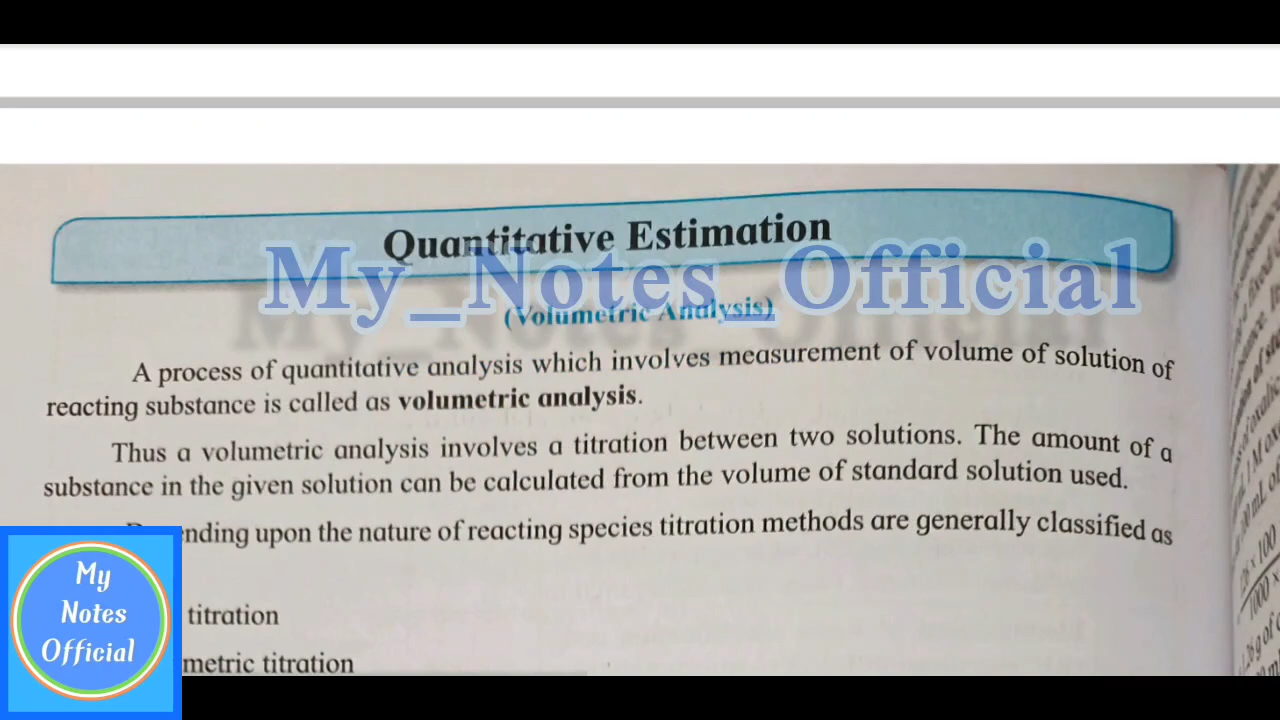 Quantitative Estimation
My_Notes_Official
(Volumetric Analysis)
A process of quantitative analysis which involves measurement of volume of solution of
reacting substance is called as volumetric analysis.
Thus a volumetric analysis involves a titration between two solutions. The amount of a
substance in the given solution can be calculated from the volume of standard solution used.
nding upon the nature of reacting species titration methods are generally classified as
titration
metric titration
My
Notes
Official